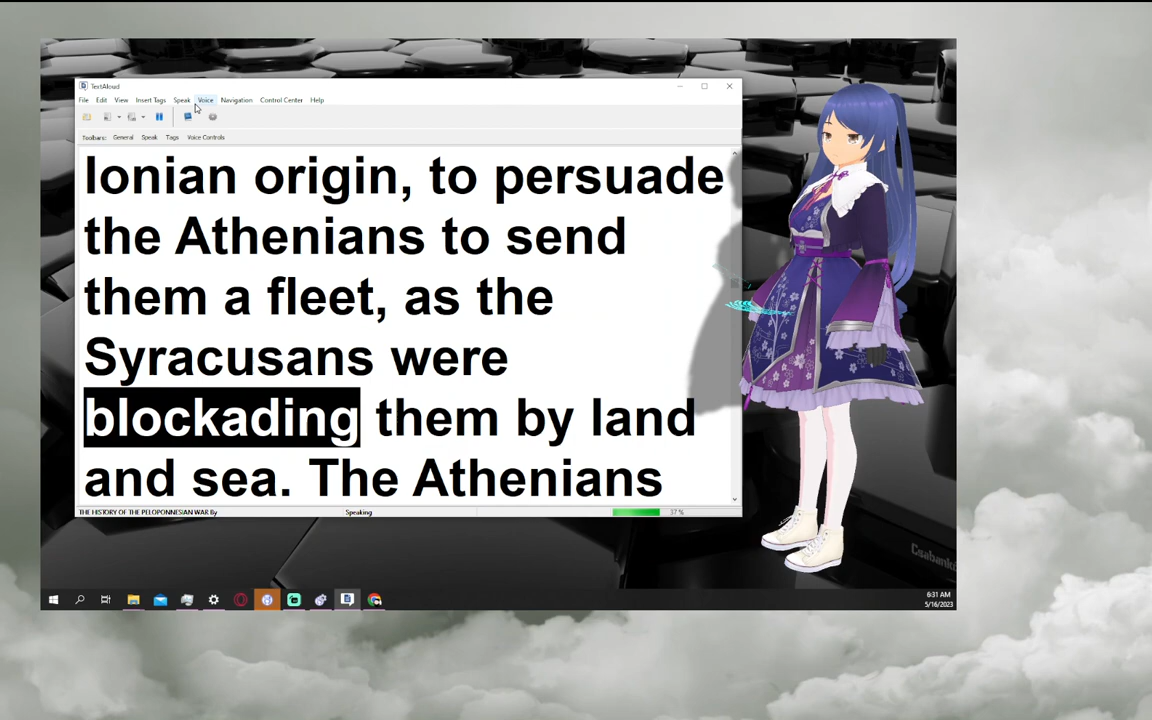 TextAloud
File Edit View Insert Tags Speak Voice Navigation Control Center Help
Toolbars: General Speak Tags Voice Controls
Ionian origin, to persuade
the Athenians to send
them a fleet, as the
Syracusans were
blockading them by land
and sea. The Athenians
THE HISTORY OF THE PELOPONNESIAN WAR By Speaking 37 %
Csabank
6:31 AM
5/16/2023